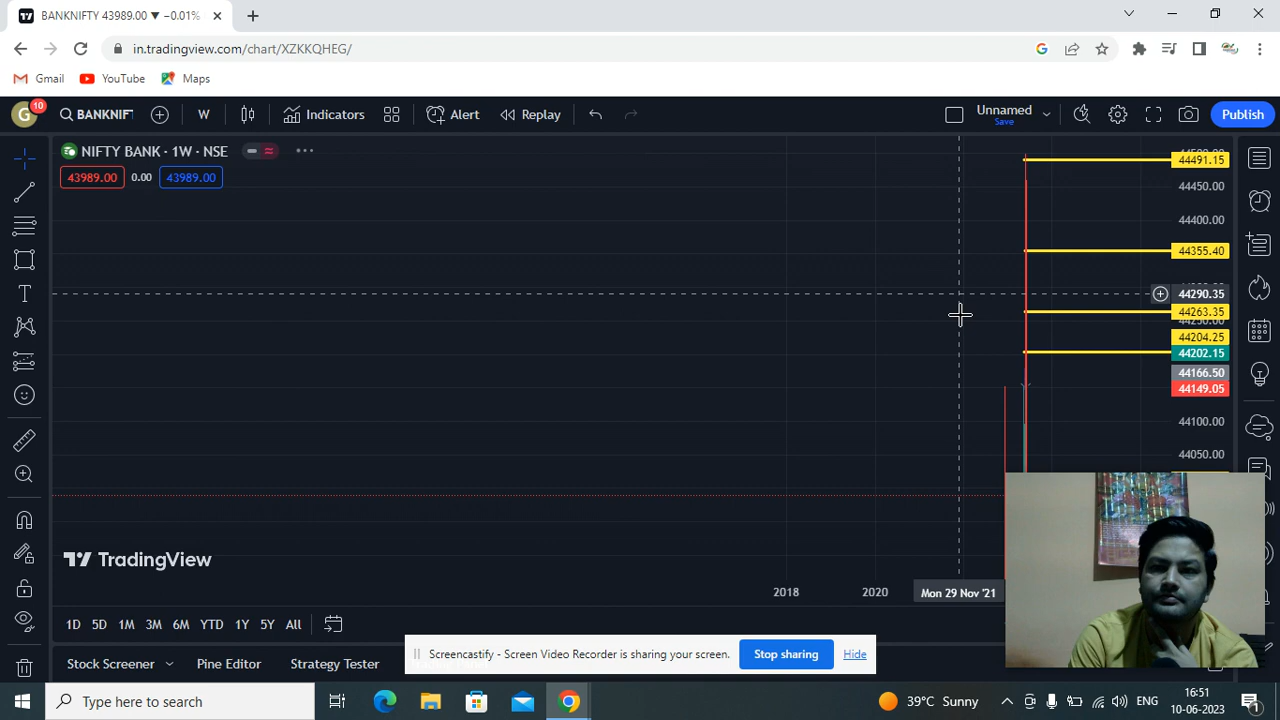 BANKNIFTY 43989.00 ▼ −0.01%
in.tradingview.com/chart/XZKKQHEG/
Gmail YouTube Maps
G 10 BANKNIF W Indicators Alert Replay Unnamed Save Publish
NIFTY BANK · 1W · NSE
43989.00 0.00 43989.00
44491.15
44450.00
44400.00
44355.40
44290.35
44263.35
44204.25
44202.15
44166.50
44149.05
44100.00
44050.00
TradingView
2018 2020 Mon 29 Nov '21
1D 5D 1M 3M 6M YTD 1Y 5Y All
Screencastify - Screen Video Recorder is sharing your screen. Stop sharing Hide
Stock Screener Pine Editor Strategy Tester
Type here to search 39°C Sunny ENG 16:51
10-06-2023 1